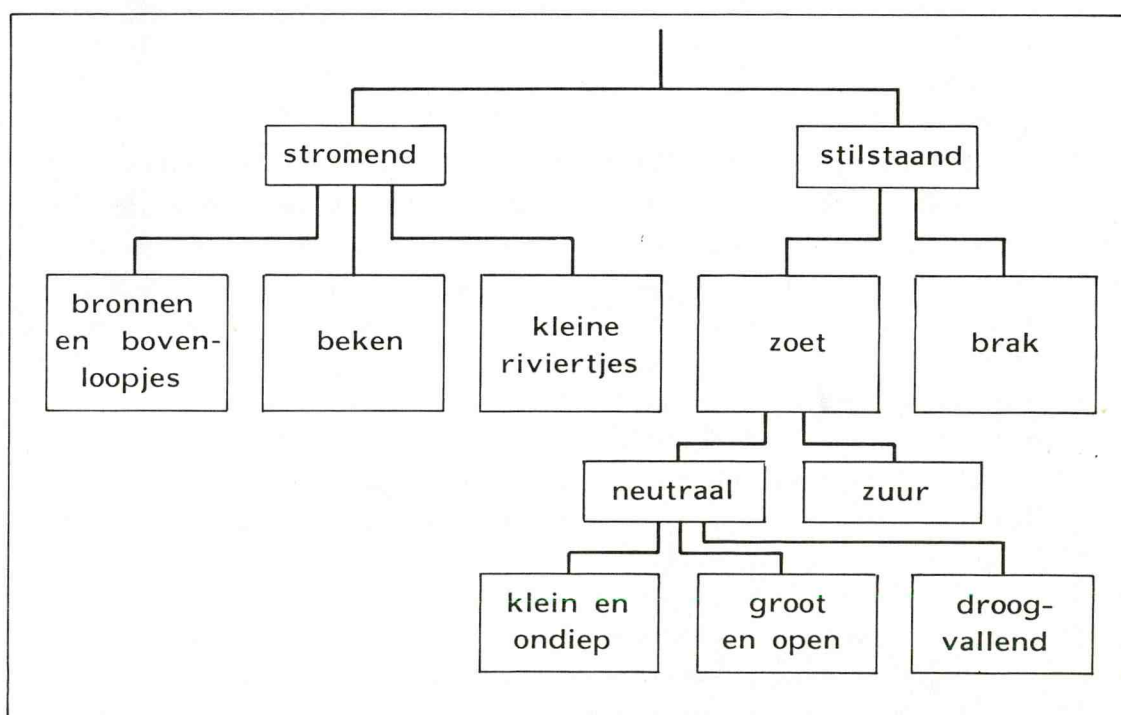 stromend
stilstaand
bronnen
en boven-
loopjes
beken
kleine
riviertjes
zoet
brak
neutraal
zuur
klein en
ondiep
groot
en open
droog-
vallend